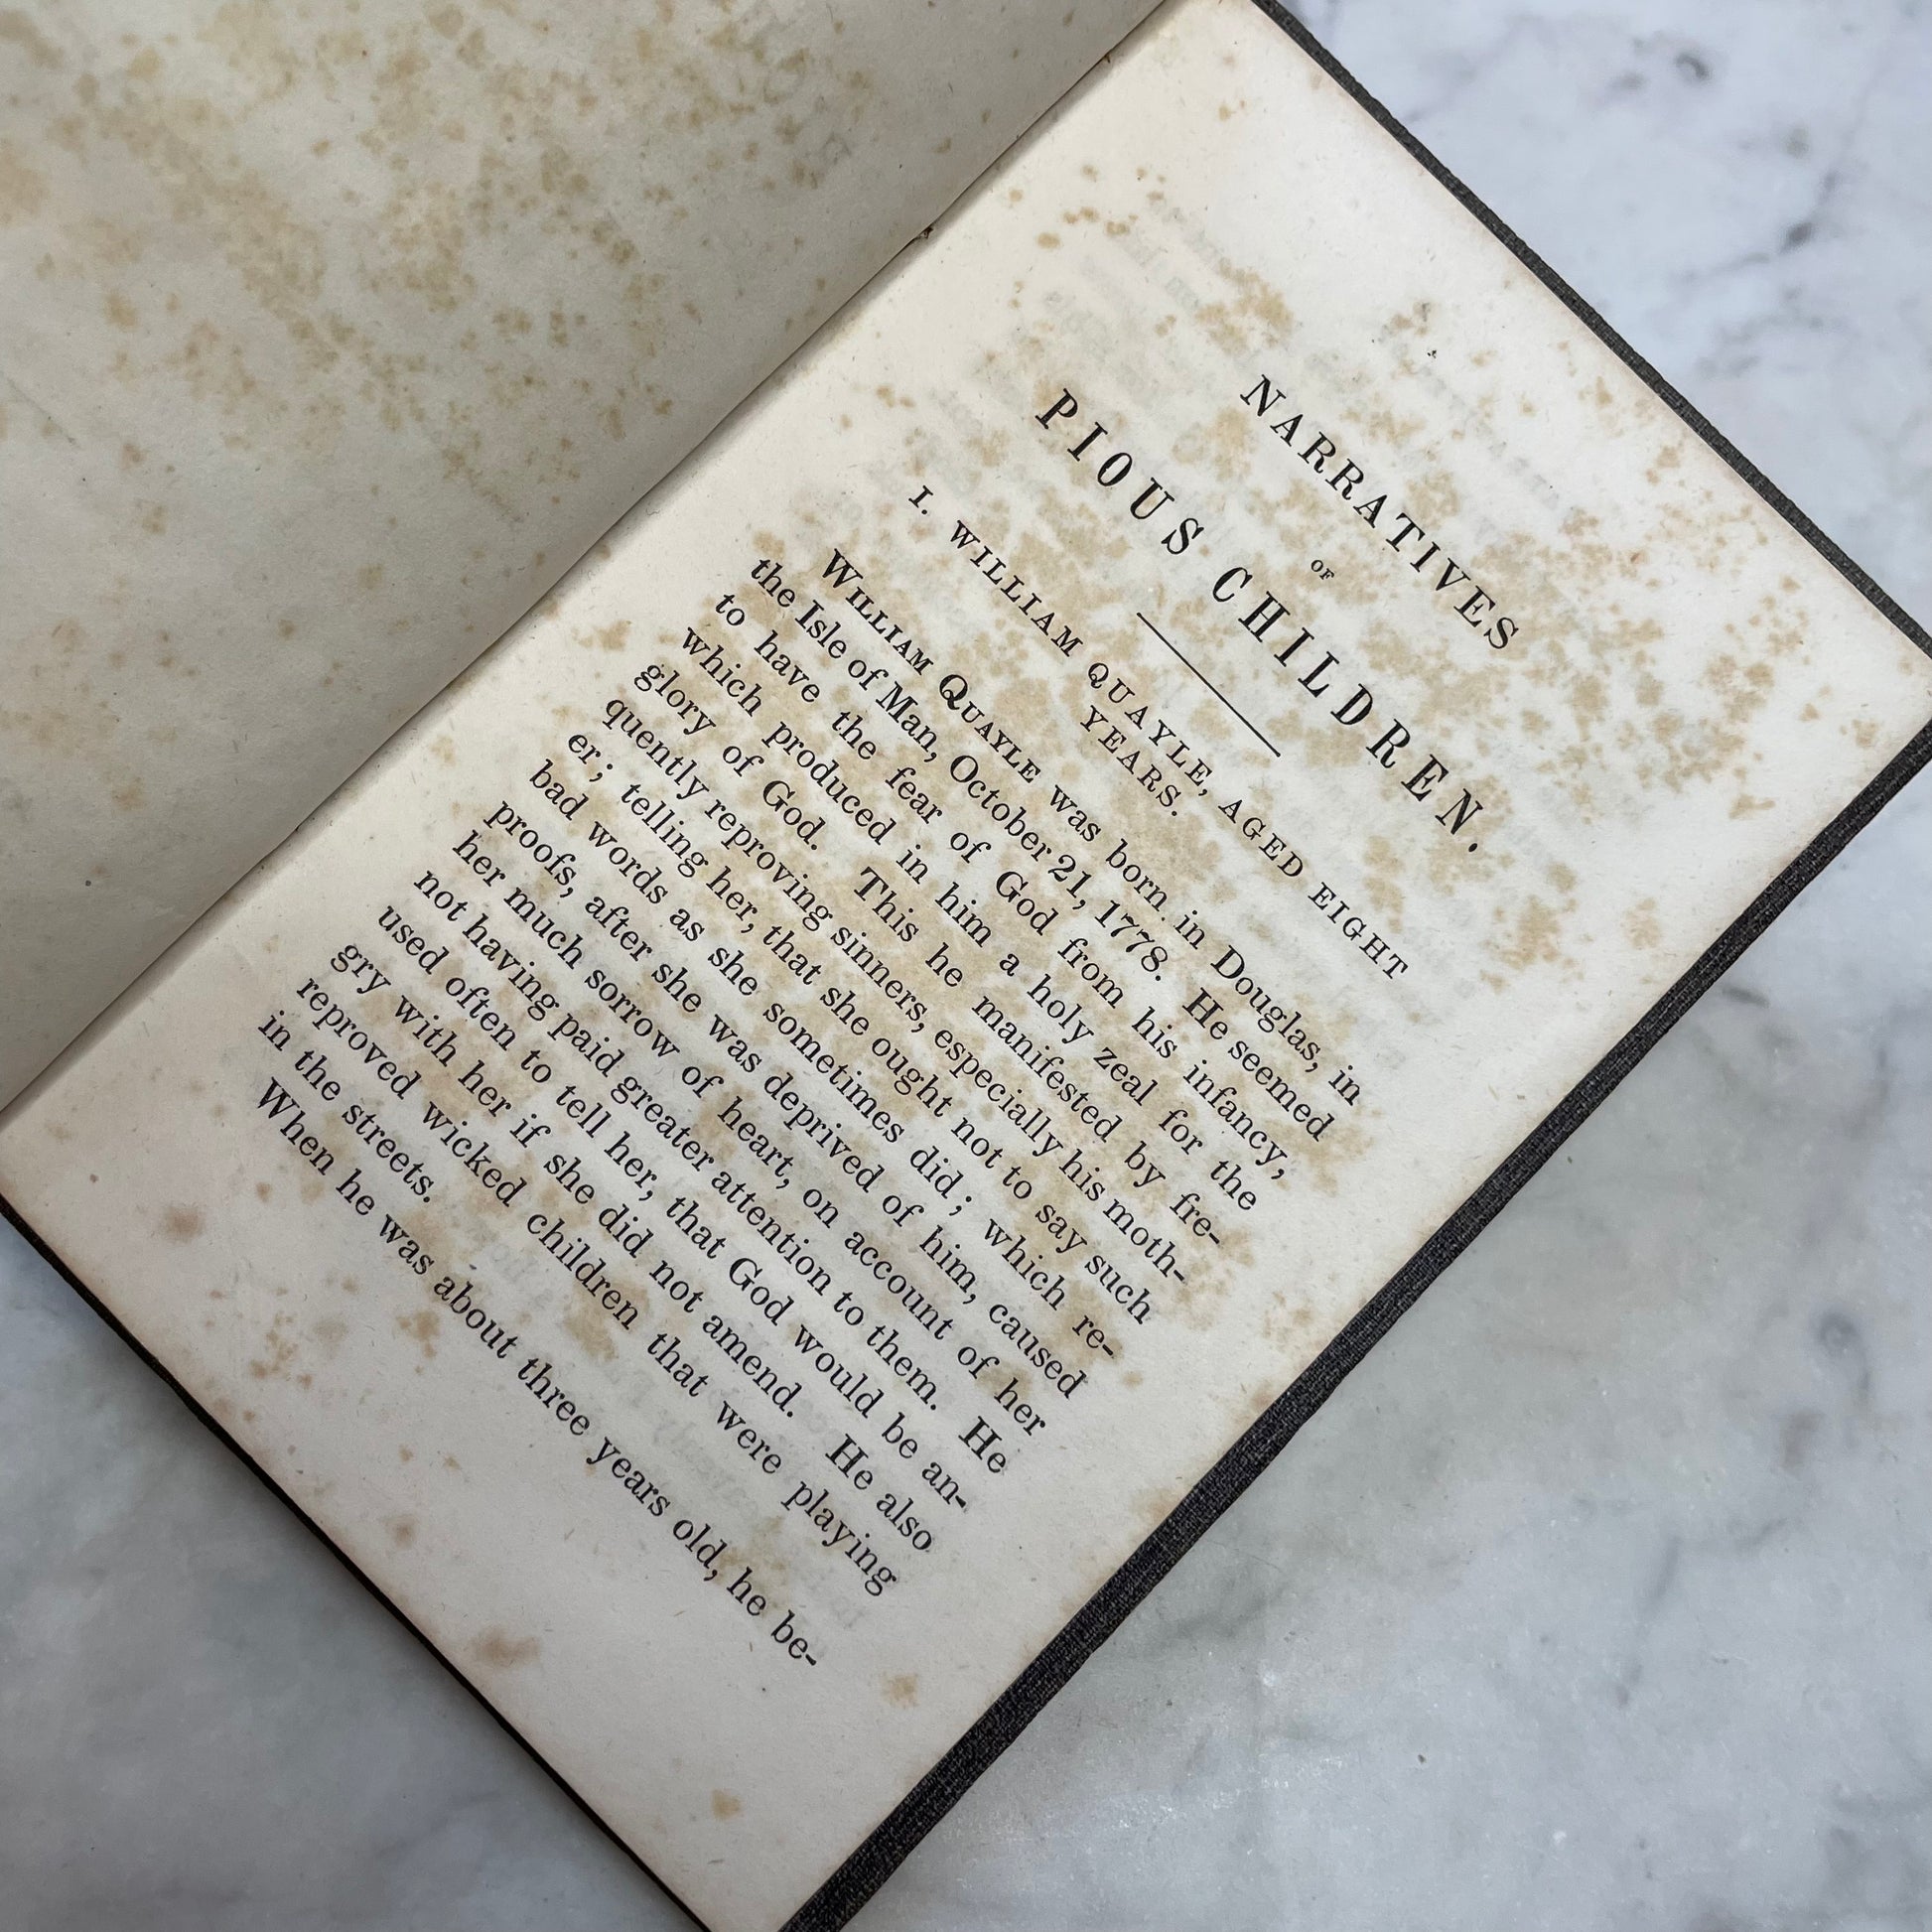 NARRATIVES
OF
PIOUS CHILDREN.
I. WILLIAM QUAYLE, AGED EIGHT
YEARS.
WILLIAM QUAYLE was born in Douglas, in
the Isle of Man, October 21, 1778. He seemed
to have the fear of God from his infancy,
which produced in him a holy zeal for the
glory of God. This he manifested by fre-
quently reproving sinners, especially his moth-
er; telling her, that she ought not to say such
bad words as she sometimes did; which re-
proofs, after she was deprived of him, caused
her much sorrow of heart, on account of her
not having paid greater attention to them. He
used often to tell her, that God would be an-
gry with her if she did not amend. He also
reproved wicked children that were playing
in the streets.
When he was about three years old, he be-